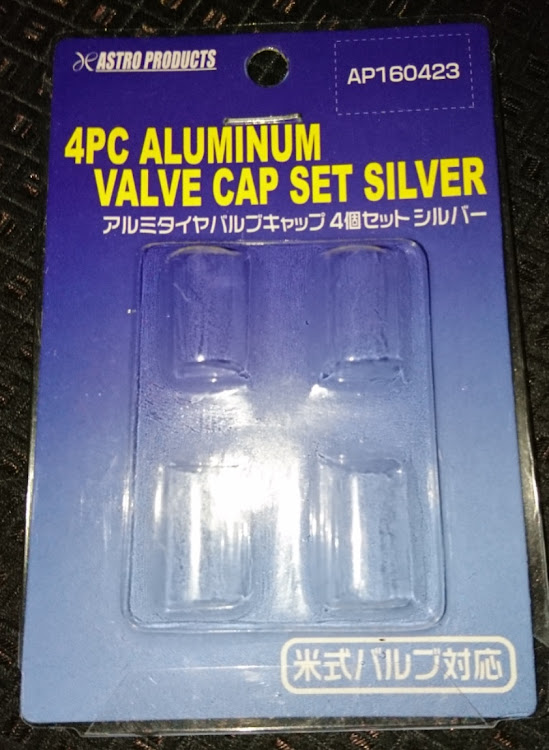 ASTRO PRODUCTS
AP160423
4PC ALUMINUM
VALVE CAP SET SILVER
アルミタイヤバルブキャップ 4個セット シルバー
米式バルブ対応